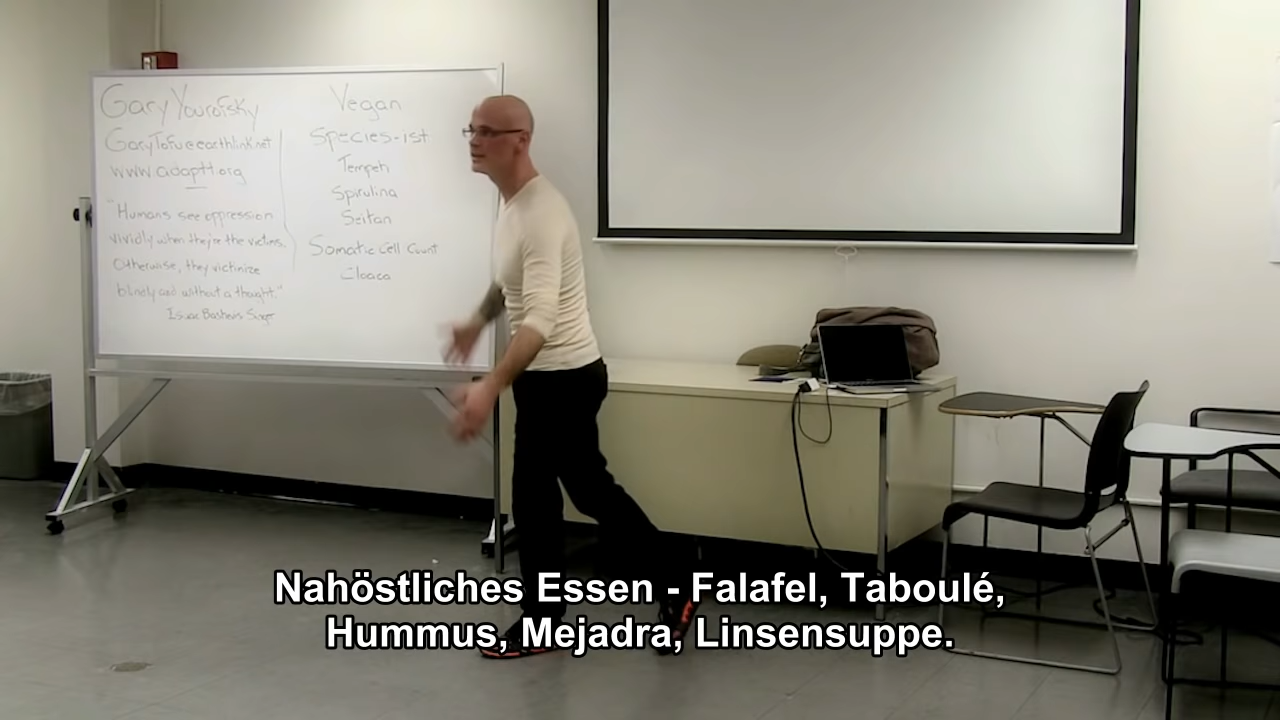 Gary Yourofsky
GaryTofu@earthlink.net
www.adaptt.org
"Humans see oppression
vividly when they're the victims.
Otherwise, they victimize
blindly and without a thought."
Isaac Bashevis Singer
Vegan
Species-ist
Tempeh
Spirulina
Seitan
Somatic Cell Count
Cloaca
Nahöstliches Essen - Falafel, Taboulé,
Hummus, Mejadra, Linsensuppe.